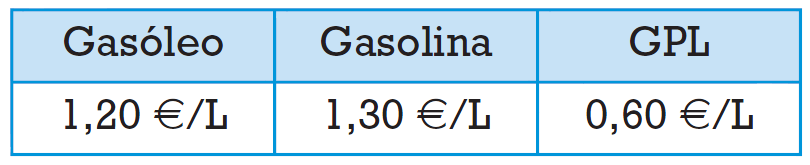 Gasóleo Gasolina GPL
1,20 €/L 1,30 €/L 0,60 €/L